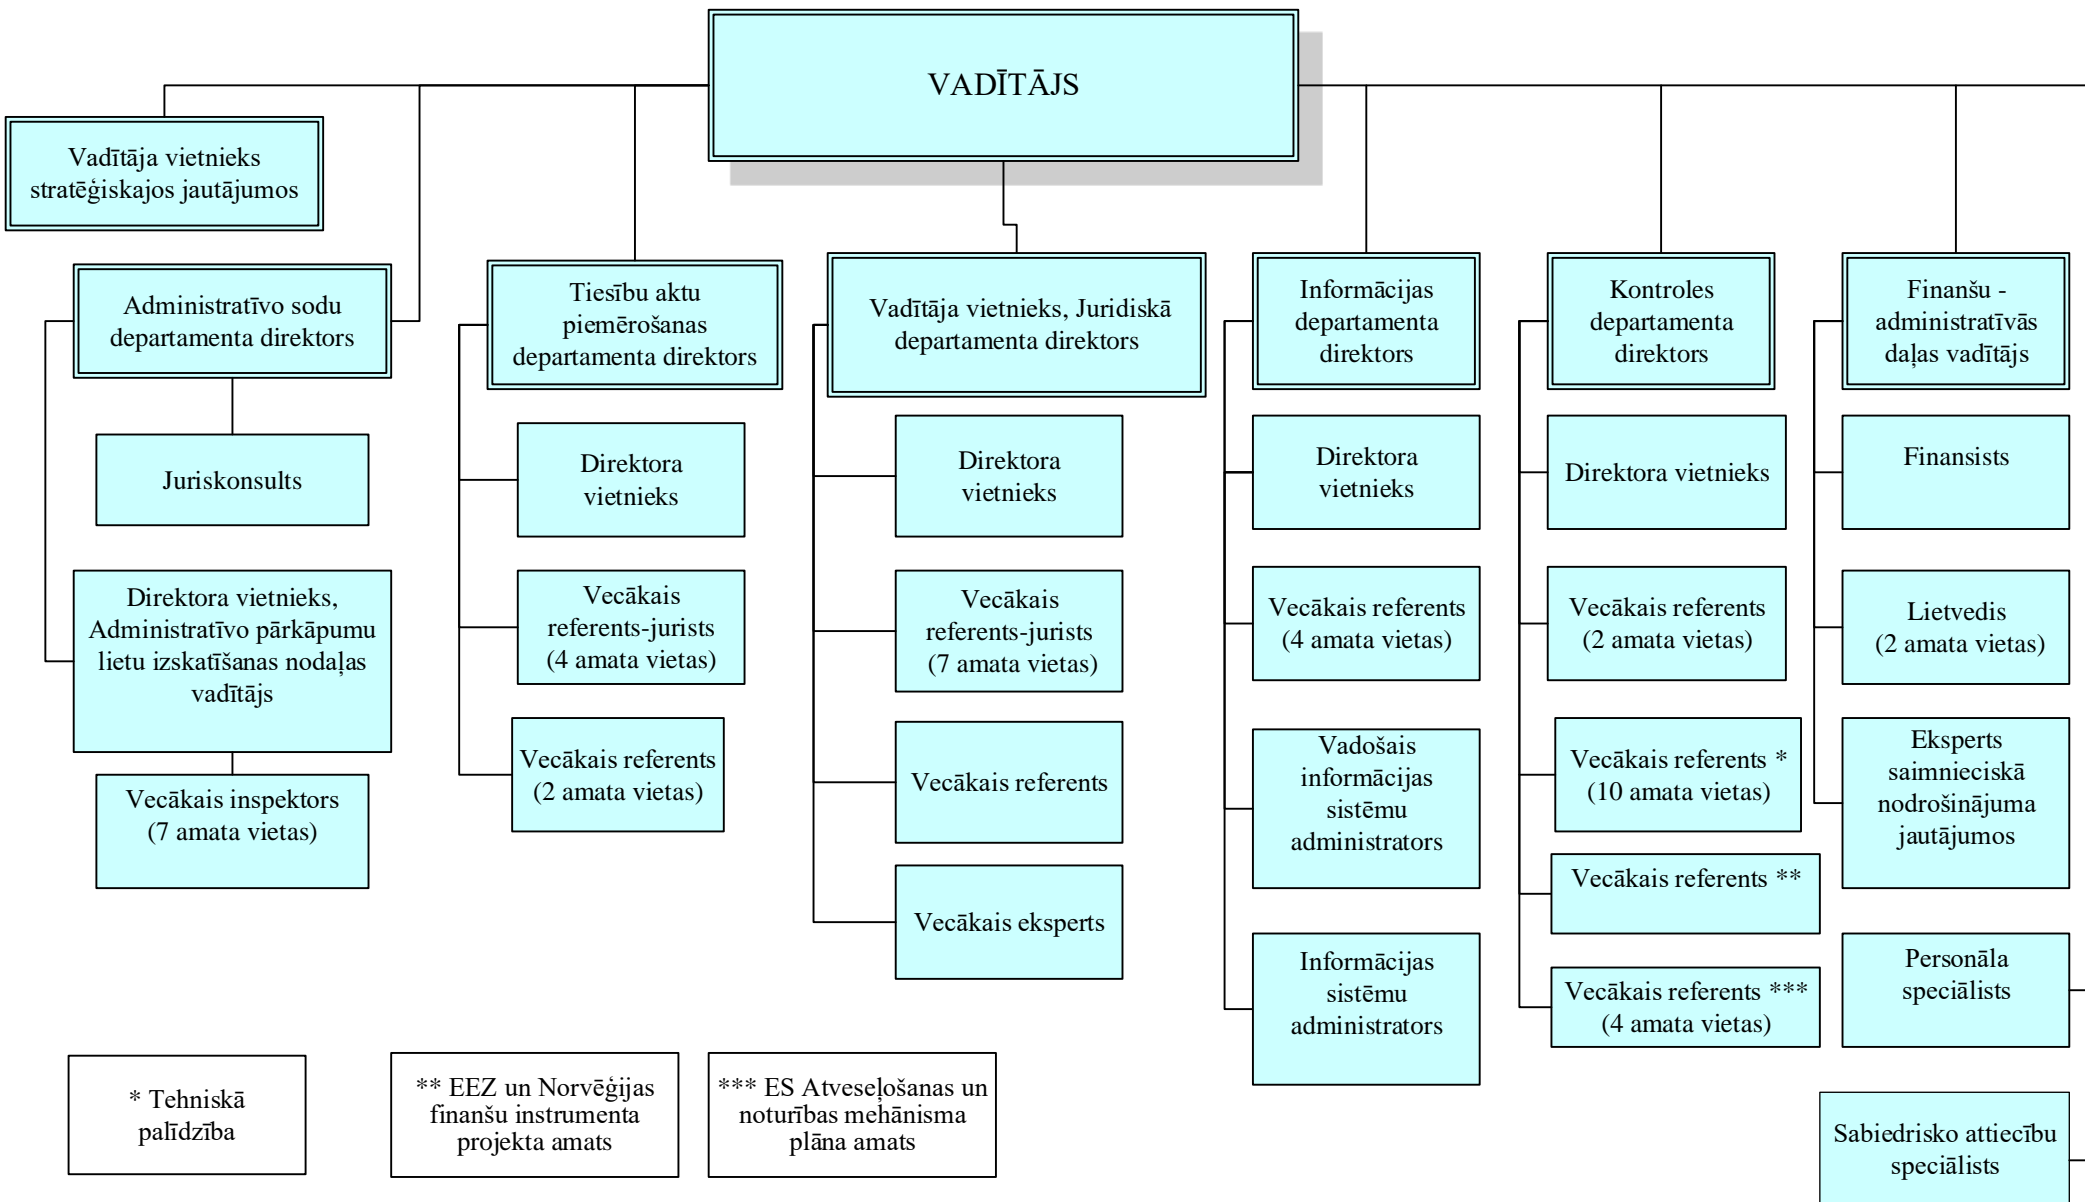 VADĪTĀJS
Vadītāja vietnieks
stratēģiskajos jautājumos
Administratīvo sodu
departamenta direktors
Juriskonsults
Direktora vietnieks,
Administratīvo pārkāpumu
lietu izskatīšanas nodaļas
vadītājs
Vecākais inspektors
(7 amata vietas)
Tiesību aktu
piemērošanas
departamenta direktors
Direktora
vietnieks
Vecākais
referents-jurists
(4 amata vietas)
Vecākais referents
(2 amata vietas)
Vadītāja vietnieks, Juridiskā
departamenta direktors
Direktora
vietnieks
Vecākais
referents-jurists
(7 amata vietas)
Vecākais referents
Vecākais eksperts
Informācijas
departamenta
direktors
Direktora
vietnieks
Vecākais referents
(4 amata vietas)
Vadošais
informācijas
sistēmu
administrators
Informācijas
sistēmu
administrators
Kontroles
departamenta
direktors
Direktora vietnieks
Vecākais referents
(2 amata vietas)
Vecākais referents *
(10 amata vietas)
Vecākais referents **
Vecākais referents ***
(4 amata vietas)
Finanšu -
administratīvās
daļas vadītājs
Finansists
Lietvedis
(2 amata vietas)
Eksperts
saimnieciskā
nodrošinājuma
jautājumos
Personāla
speciālists
Sabiedrisko attiecību
speciālists
* Tehniskā
palīdzība
** EEZ un Norvēģijas
finanšu instrumenta
projekta amats
*** ES Atveseļošanas un
noturības mehānisma
plāna amats